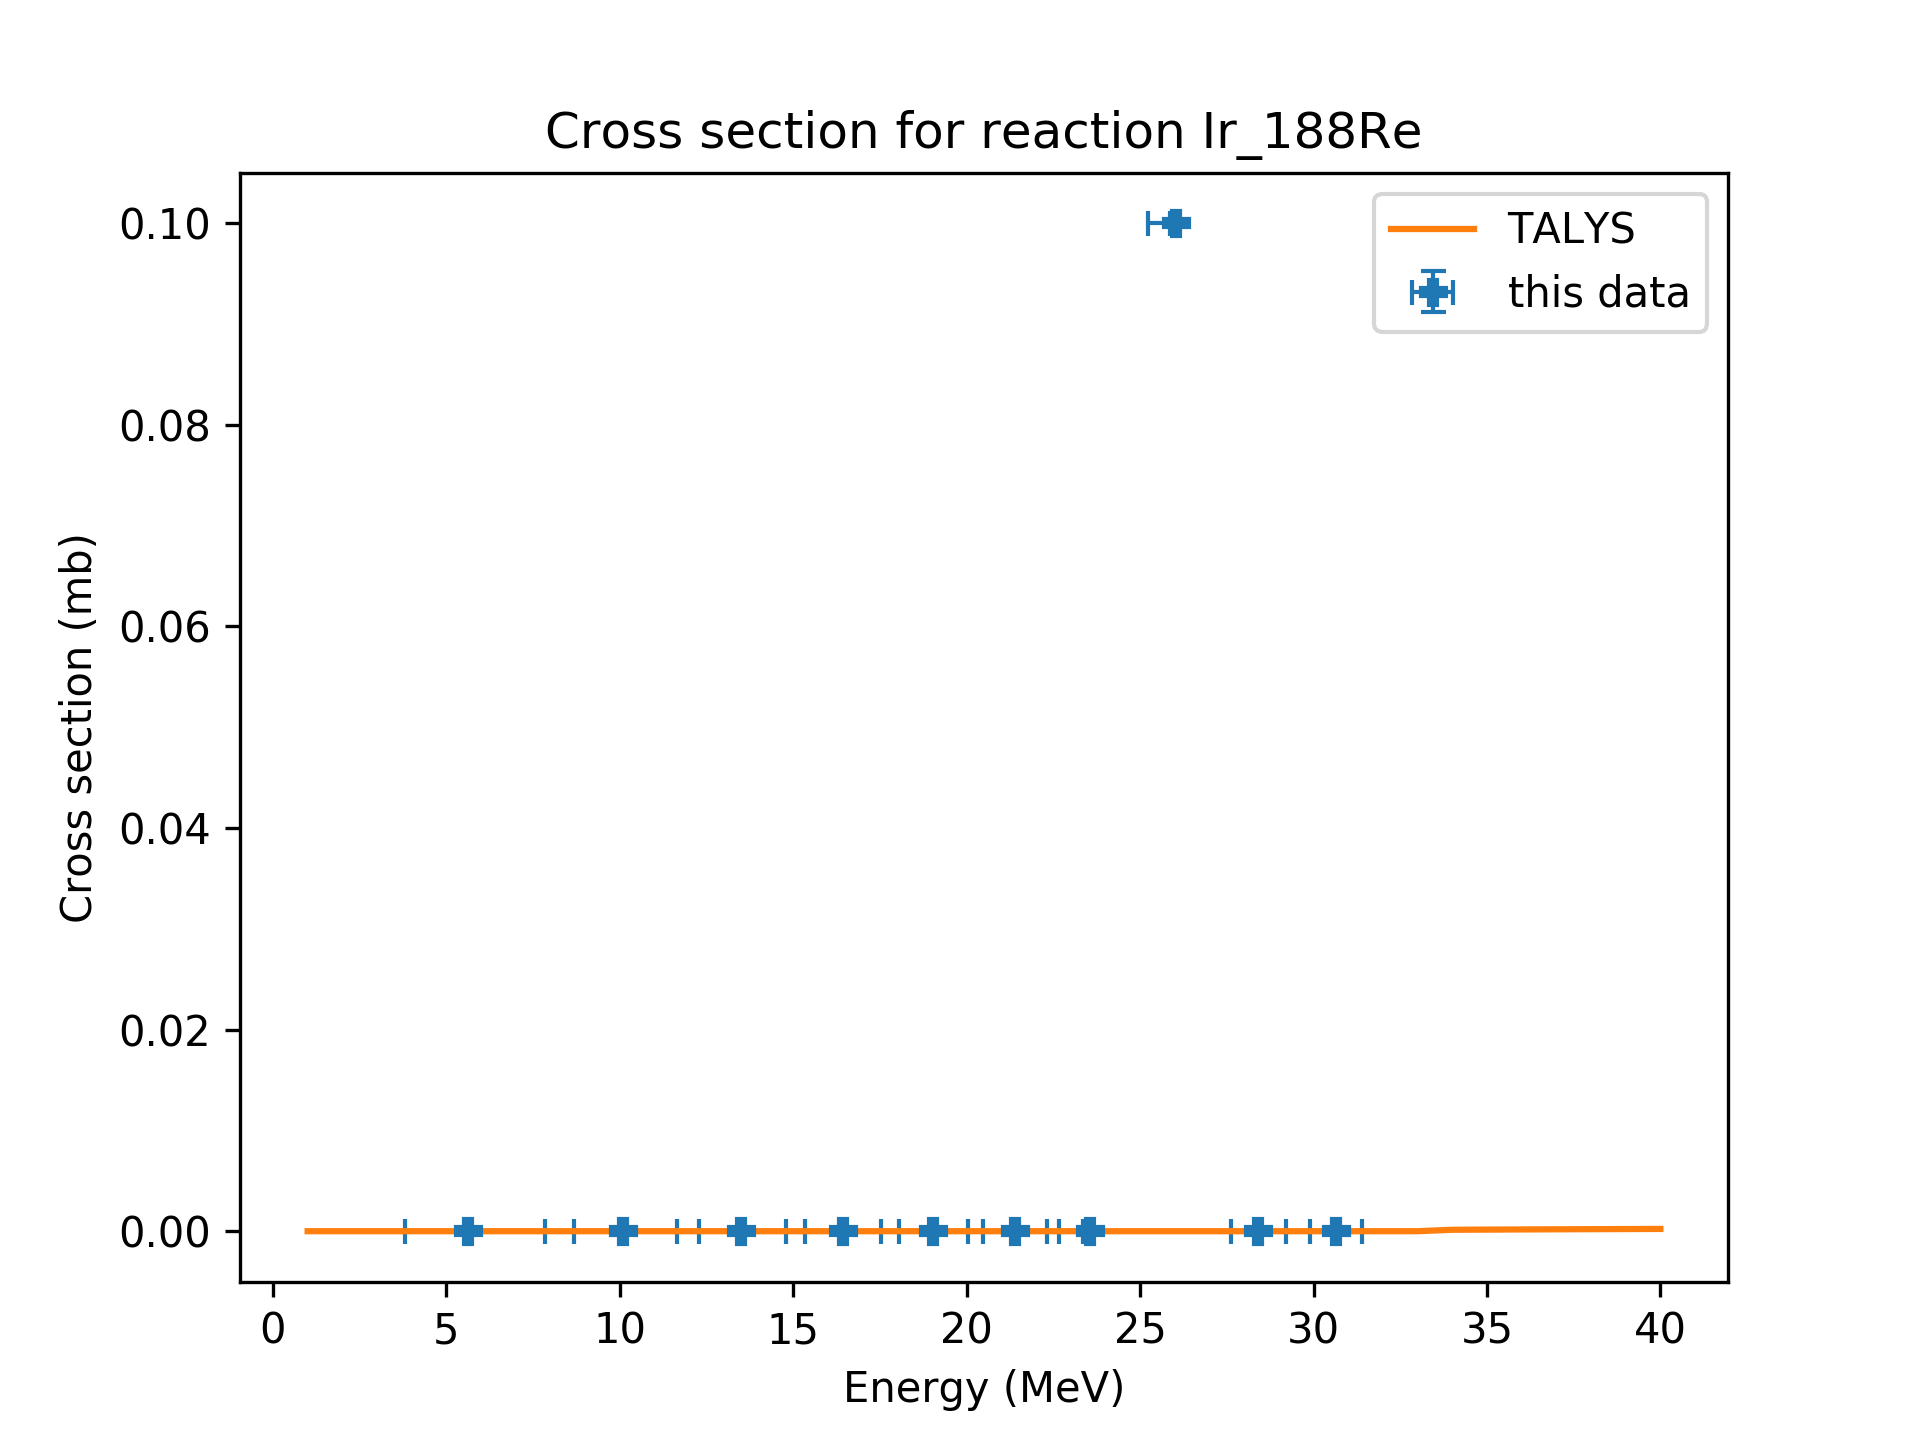 Cross section for reaction Ir_188Re
TALYS
this data
Cross section (mb)
0.10
0.08
0.06
0.04
0.02
0.00
0 5 10 15 20 25 30 35 40
Energy (MeV)